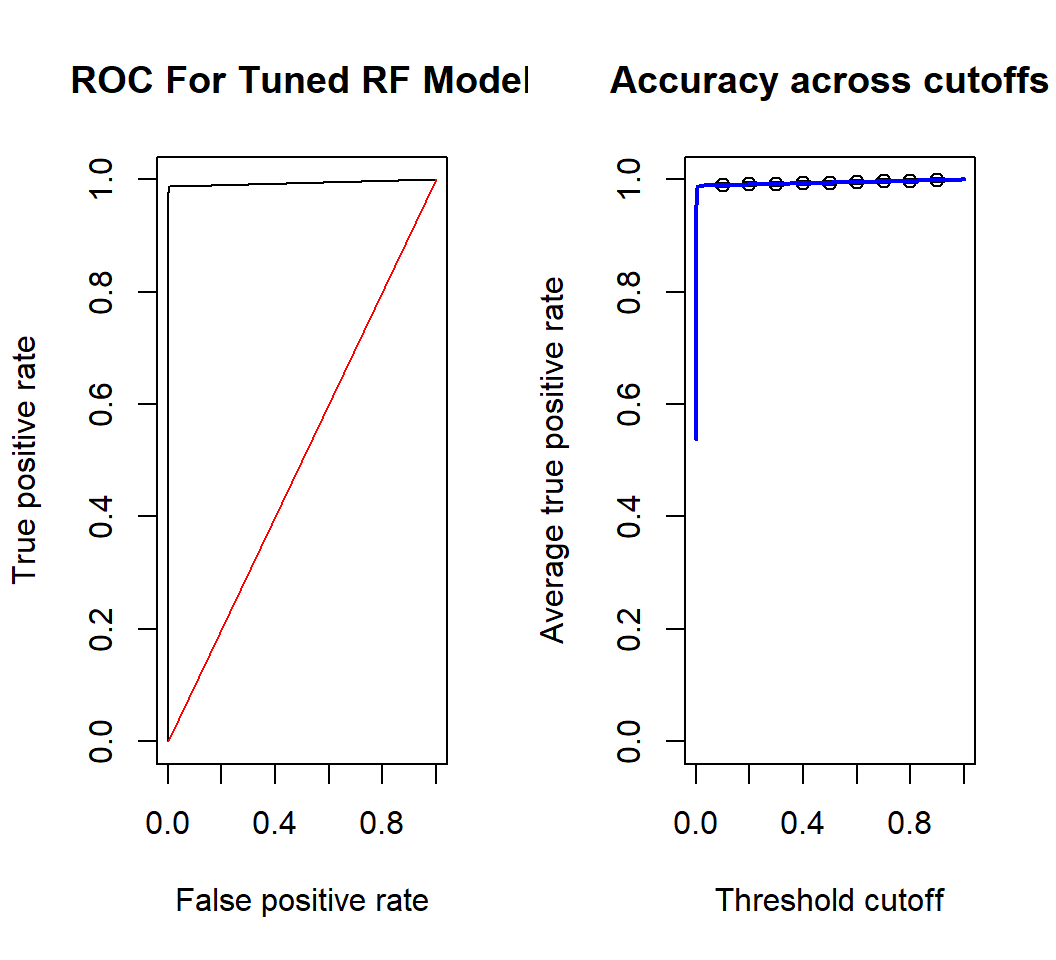 ROC For Tuned RF Model
True positive rate
1.0
0.8
0.6
0.4
0.2
0.0
0.0 0.4 0.8
False positive rate
Accuracy across cutoffs
Average true positive rate
1.0
0.8
0.6
0.4
0.2
0.0
0.0 0.4 0.8
Threshold cutoff